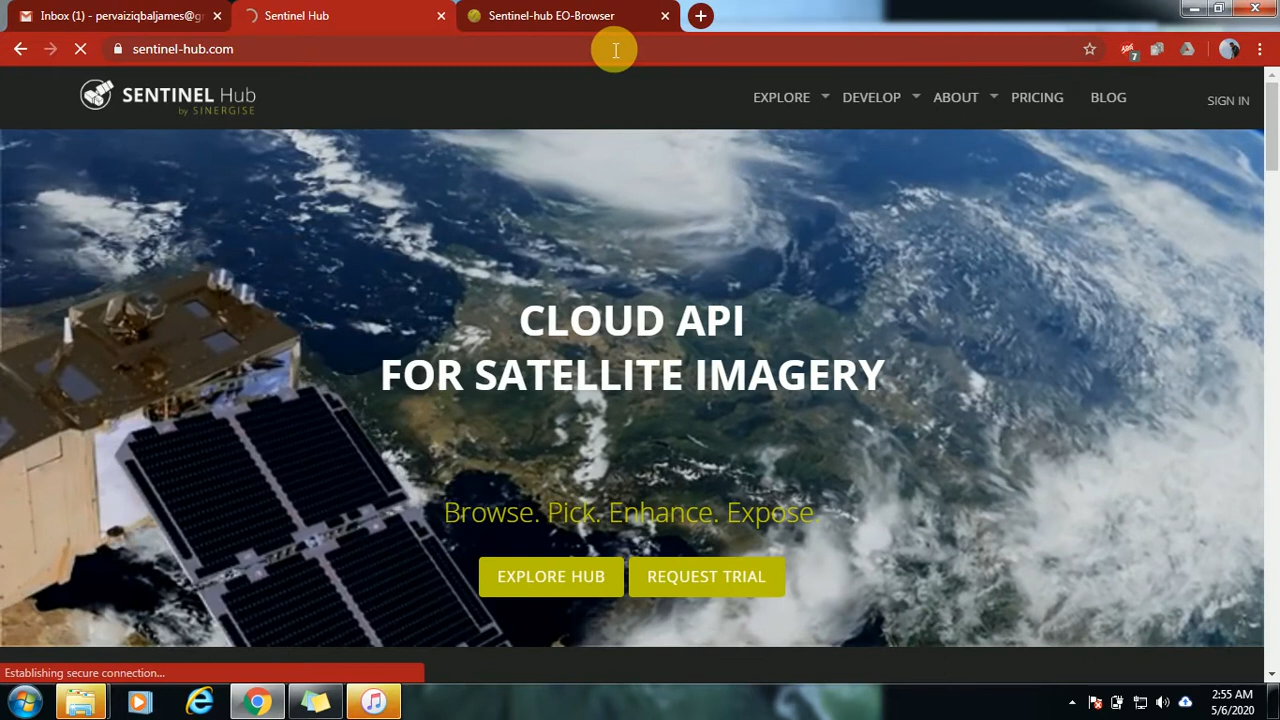 Inbox (1) - pervaiziqbaljames@g
Sentinel Hub
Sentinel-hub EO-Browser
sentinel-hub.com
7
SENTINEL Hub
by SINERGISE
EXPLORE
DEVELOP
ABOUT
PRICING
BLOG
SIGN IN
CLOUD API
FOR SATELLITE IMAGERY
Browse. Pick. Enhance. Expose.
EXPLORE HUB
REQUEST TRIAL
Establishing secure connection...
2:55 AM
5/6/2020